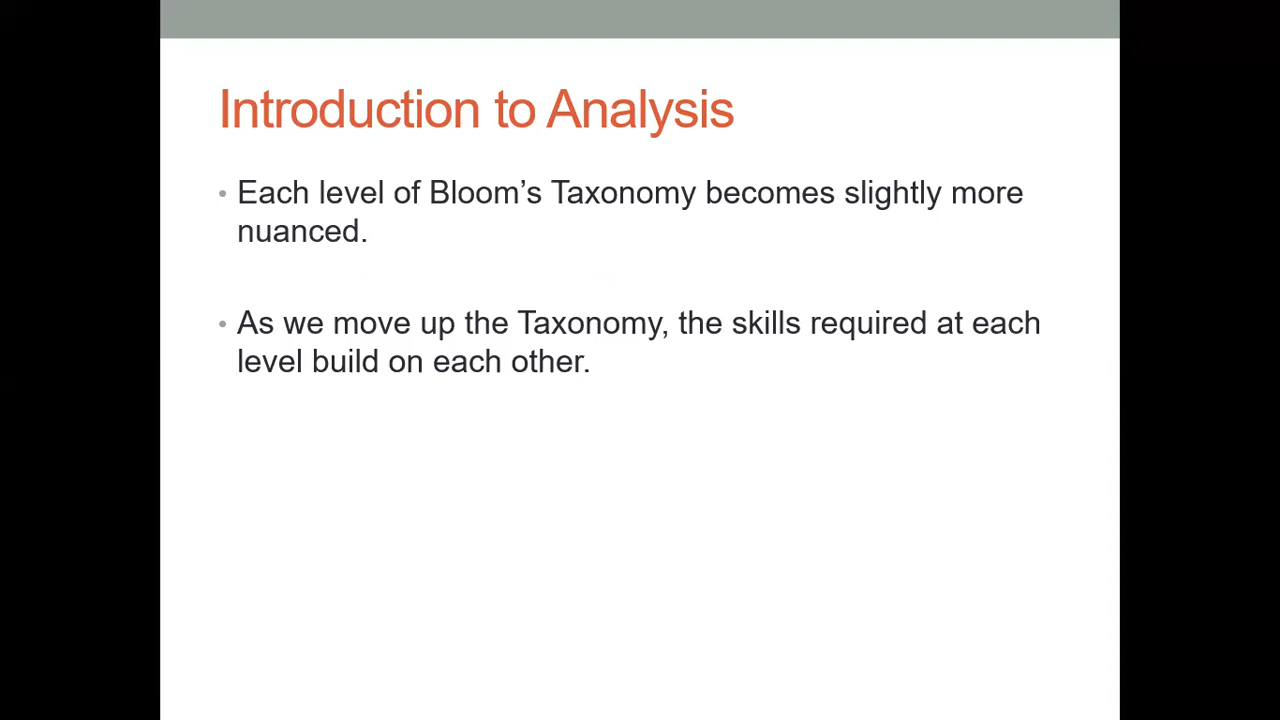 Introduction to Analysis
• Each level of Bloom’s Taxonomy becomes slightly more
nuanced.
• As we move up the Taxonomy, the skills required at each
level build on each other.